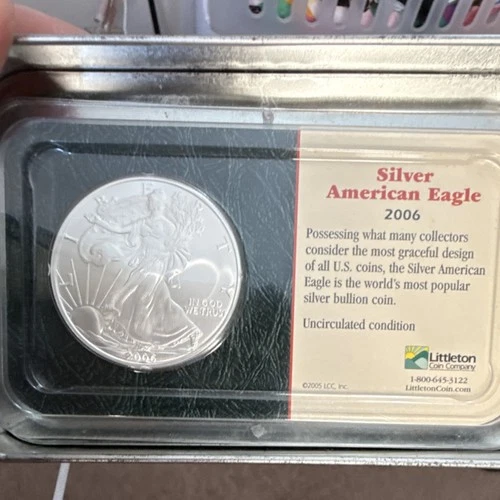 LIBERTY
IN GOD
WE TRUST
2006
Silver
American Eagle
2006
Possessing what many collectors
consider the most graceful design
of all U.S. coins, the Silver American
Eagle is the world's most popular
silver bullion coin.
Uncirculated condition
Littleton
Coin Company
©2005 LCC, Inc.
1-800-645-3122
LittletonCoin.com